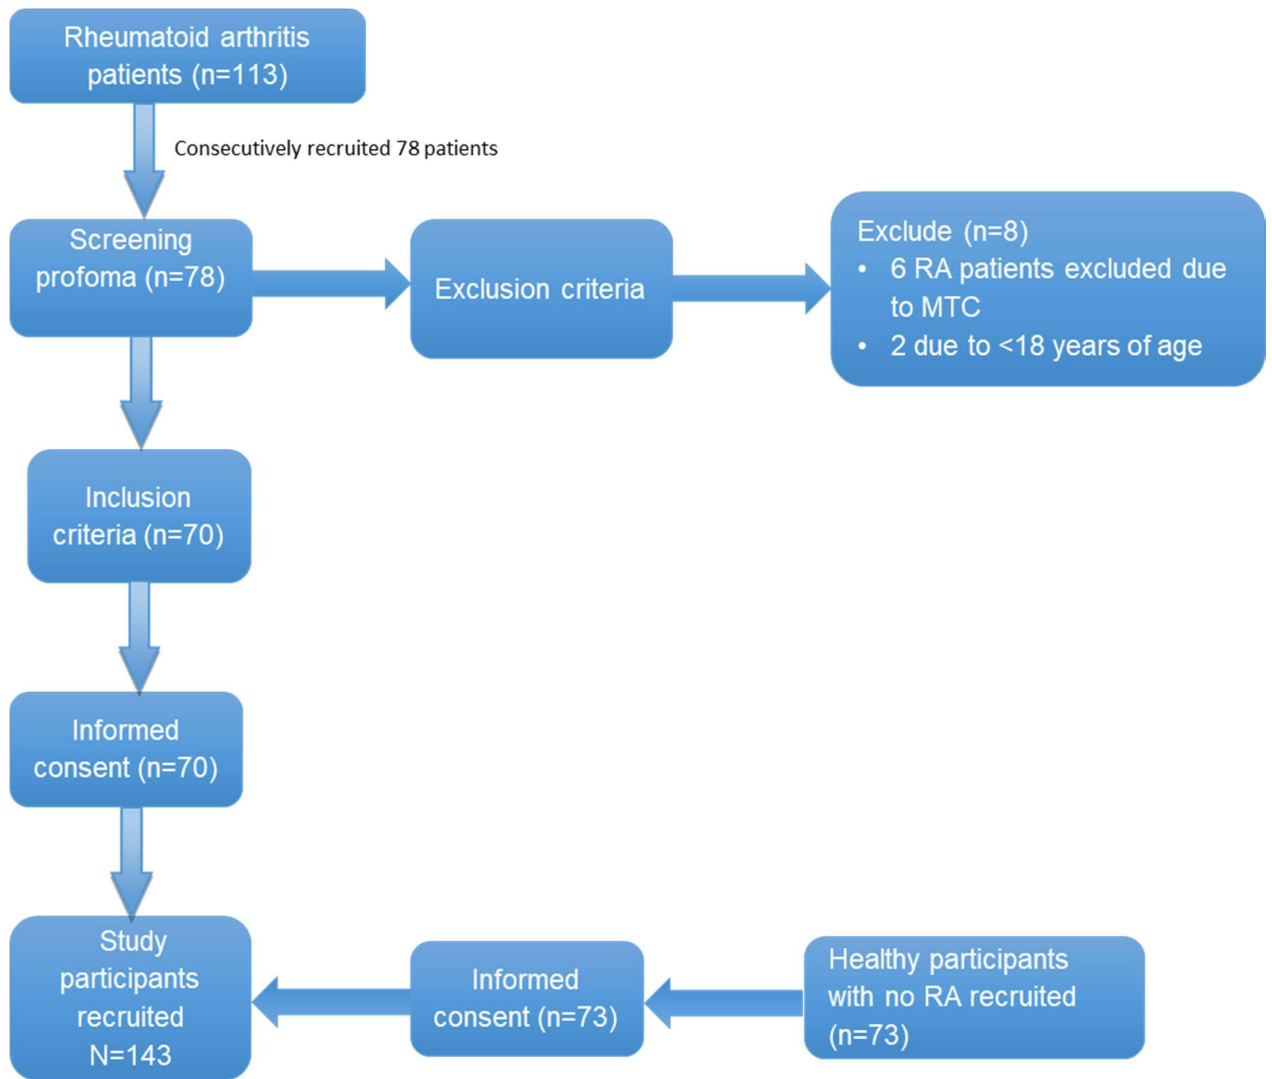 Rheumatoid arthritis
patients (n=113)
Consecutively recruited 78 patients
Screening
profoma (n=78)
Exclusion criteria
Exclude (n=8)
• 6 RA patients excluded due
to MTC
• 2 due to <18 years of age
Inclusion
criteria (n=70)
Informed
consent (n=70)
Study
participants
recruited
N=143
Informed
consent (n=73)
Healthy participants
with no RA recruited
(n=73)